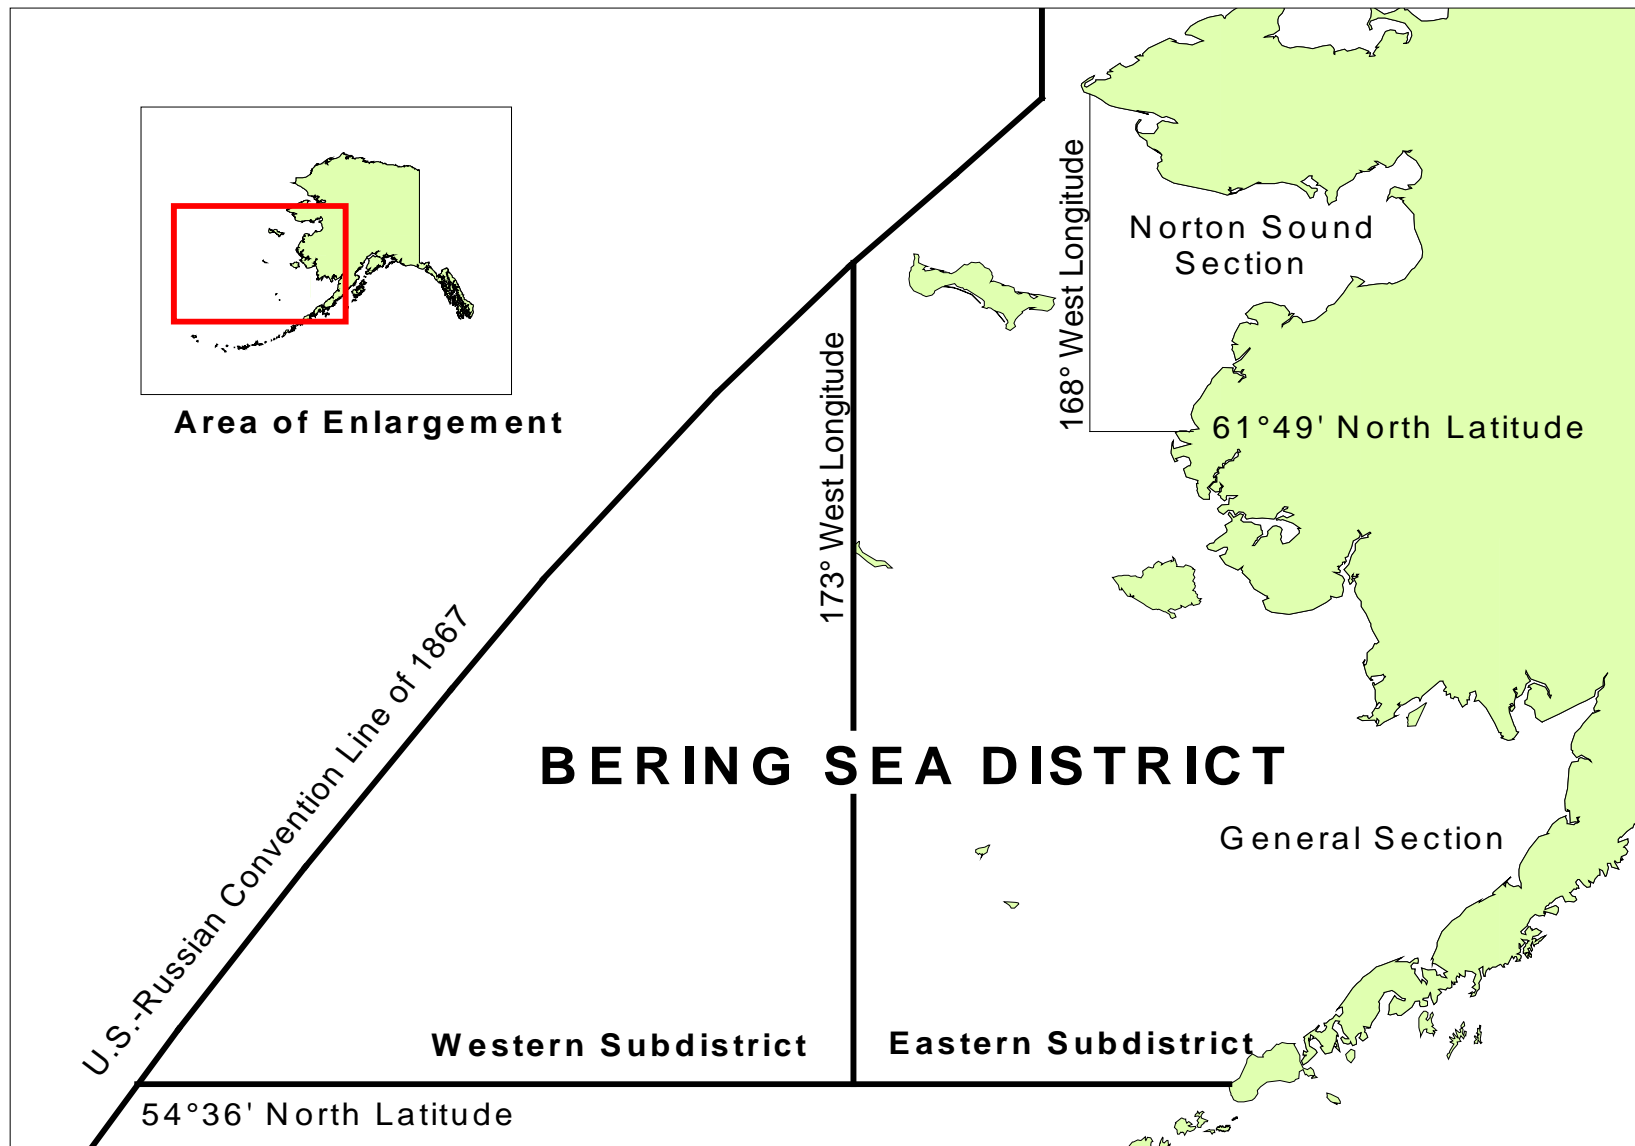 168° West Longitude
Norton Sound
Section
173° West Longitude
Area of Enlargement
61°49' North Latitude
U.S.-Russian Convention Line of 1867
BERING SEA DISTRICT
General Section
Western Subdistrict
Eastern Subdistrict
54°36' North Latitude